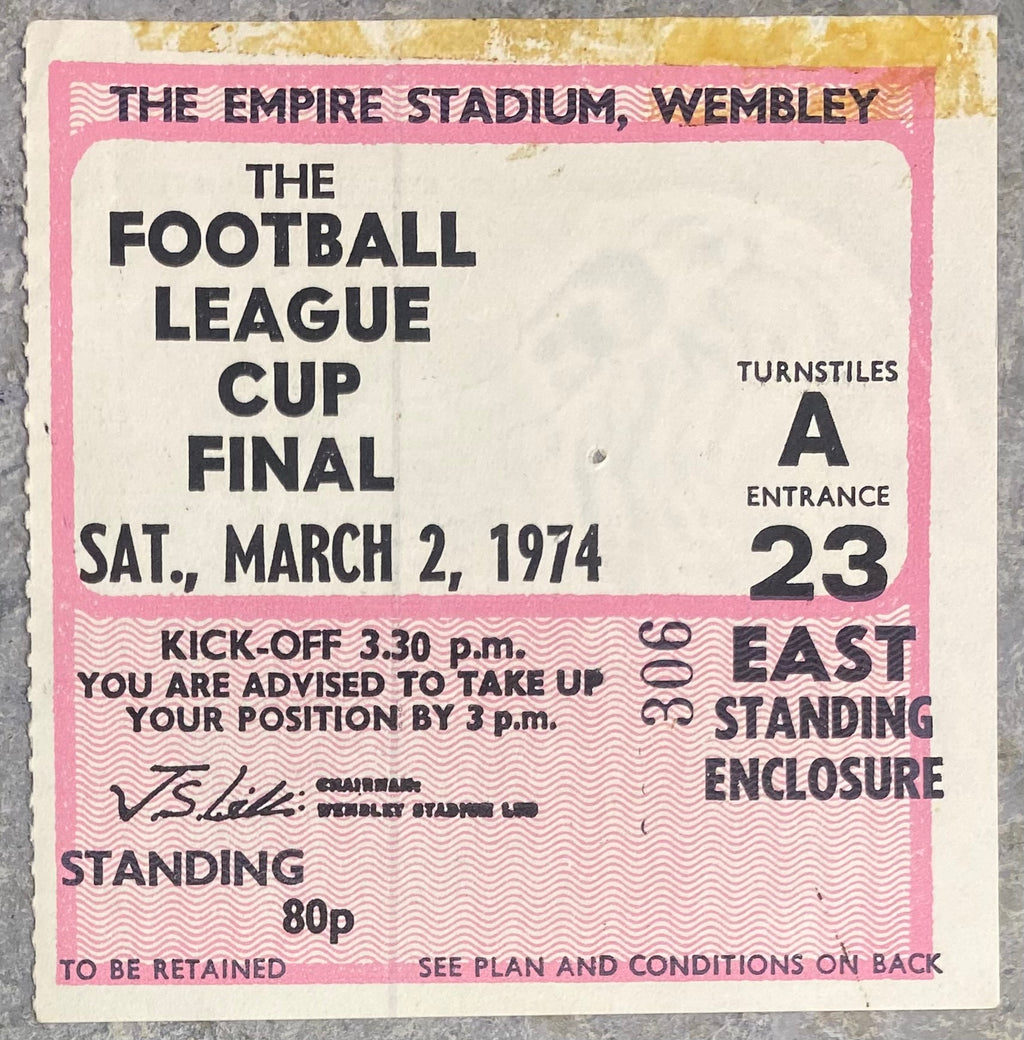 THE EMPIRE STADIUM, WEMBLEY
THE
FOOTBALL
LEAGUE
CUP
FINAL
SAT., MARCH 2, 1974
TURNSTILES
A
ENTRANCE
23
KICK-OFF 3.30 p.m.
YOU ARE ADVISED TO TAKE UP
YOUR POSITION BY 3 p.m.
306
EAST
STANDING
ENCLOSURE
CHAIRMAN:
WEMBLEY STADIUM LTD
STANDING
80p
TO BE RETAINED
SEE PLAN AND CONDITIONS ON BACK